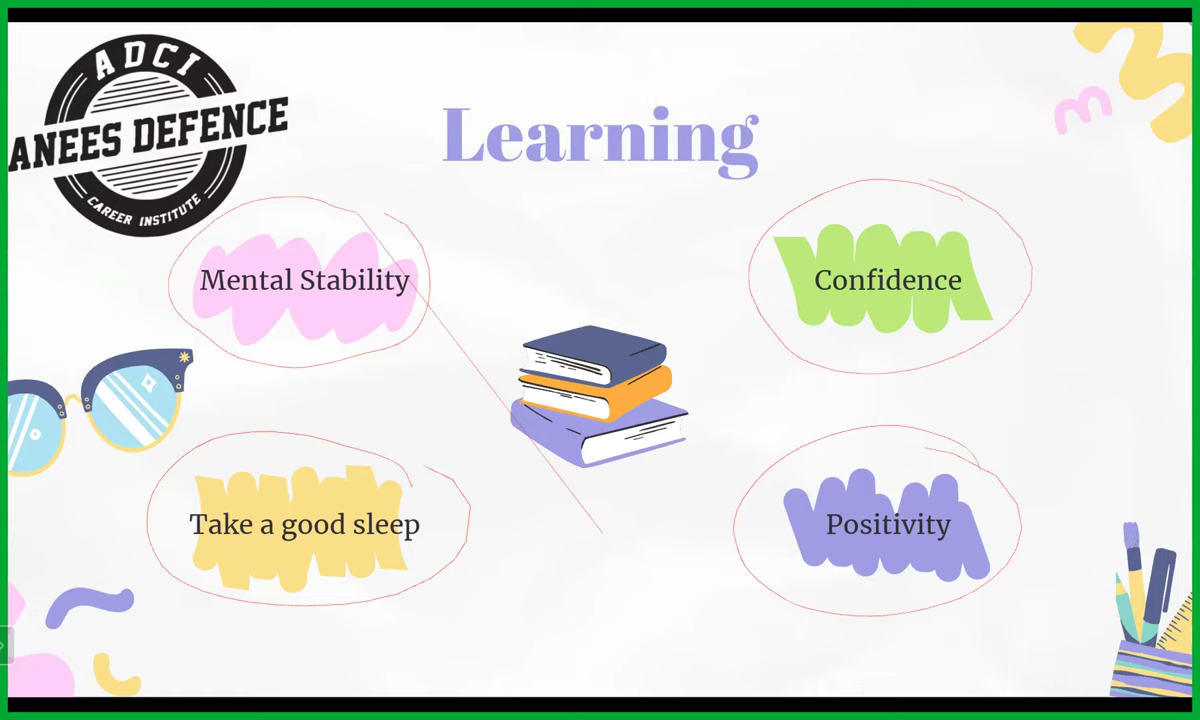 ADCI
ANEES DEFENCE
CAREER INSTITUTE
Learning
Mental Stability
Confidence
Take a good sleep
Positivity